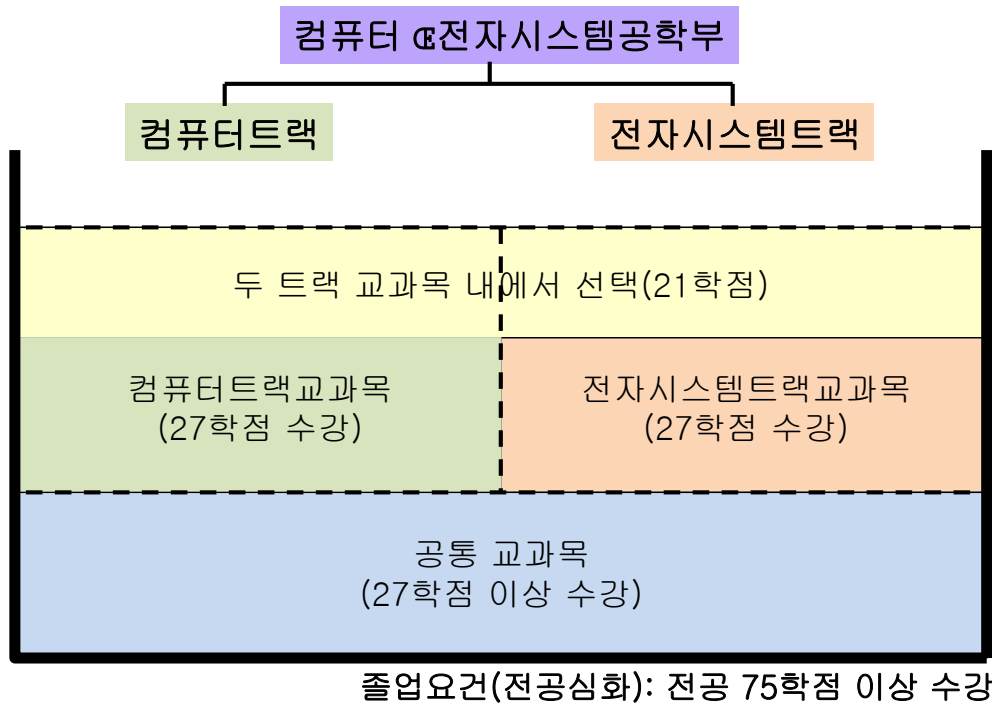 컴퓨터 Œ전자시스템공학부
컴퓨터트랙
전자시스템트랙
두 트랙 교과목 내에서 선택(21학점)
컴퓨터트랙교과목
(27학점 수강)
전자시스템트랙교과목
(27학점 수강)
공통 교과목
(27학점 이상 수강)
졸업요건(전공심화): 전공 75학점 이상 수강